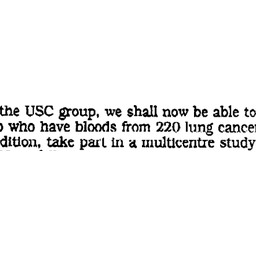 the USC group, we shall now be able to
who have bloods from 220 lung cancer
dition, take part in a multicentre study